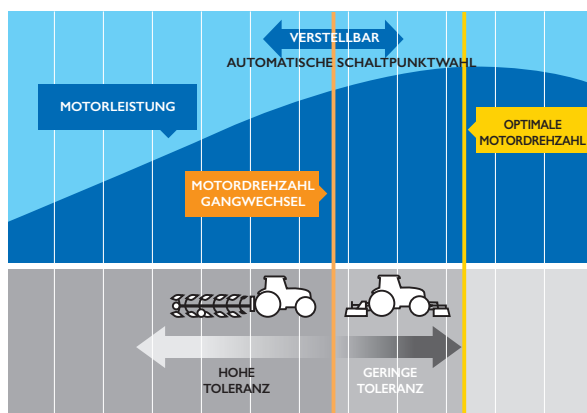 VERSTELLBAR
AUTOMATISCHE SCHALTPUNKTWAHL
MOTORLEISTUNG
OPTIMALE
MOTORDREHZAHL
MOTORDREHZAHL
GANGWECHSEL
HOHE
TOLERANZ
GERINGE
TOLERANZ